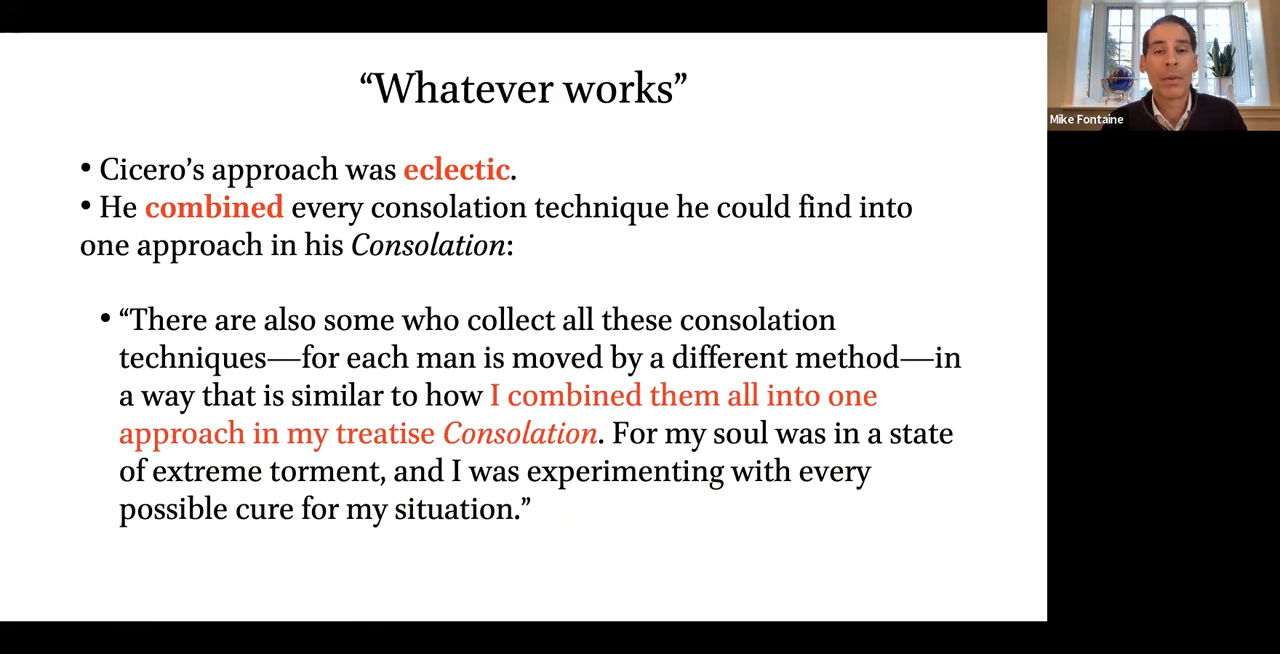 “Whatever works”
• Cicero’s approach was eclectic.
• He combined every consolation technique he could find into
one approach in his Consolation:
• “There are also some who collect all these consolation
techniques—for each man is moved by a different method—in
a way that is similar to how I combined them all into one
approach in my treatise Consolation. For my soul was in a state
of extreme torment, and I was experimenting with every
possible cure for my situation.”
Mike Fontaine